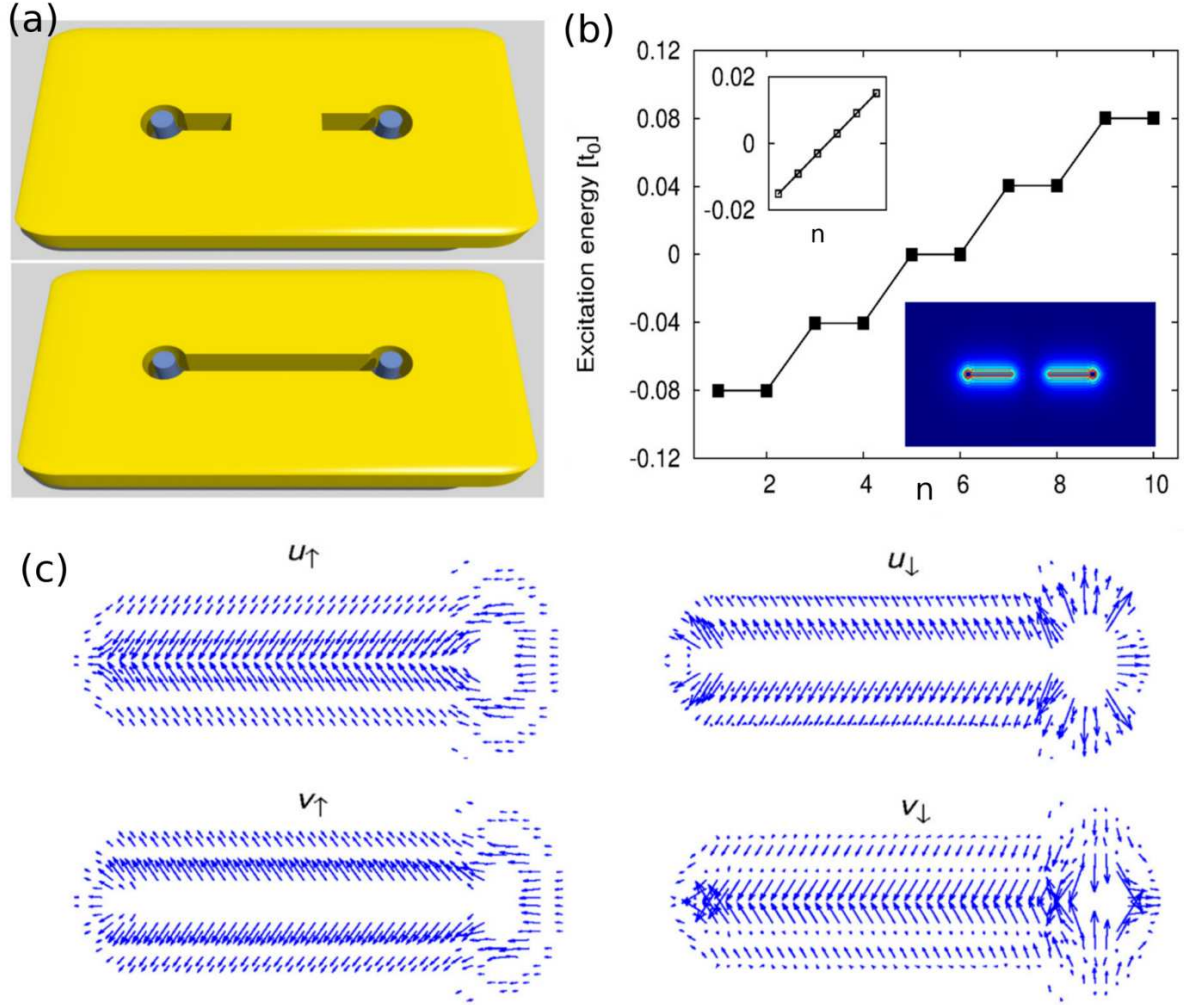 (a)
(b)
0.12
0.08
0.04
0
-0.04
-0.08
-0.12
Excitation energy [t₀]
0.02
0
-0.02
n
2
4
n
6
8
10
(c)
u↑
u↓
v↑
v↓